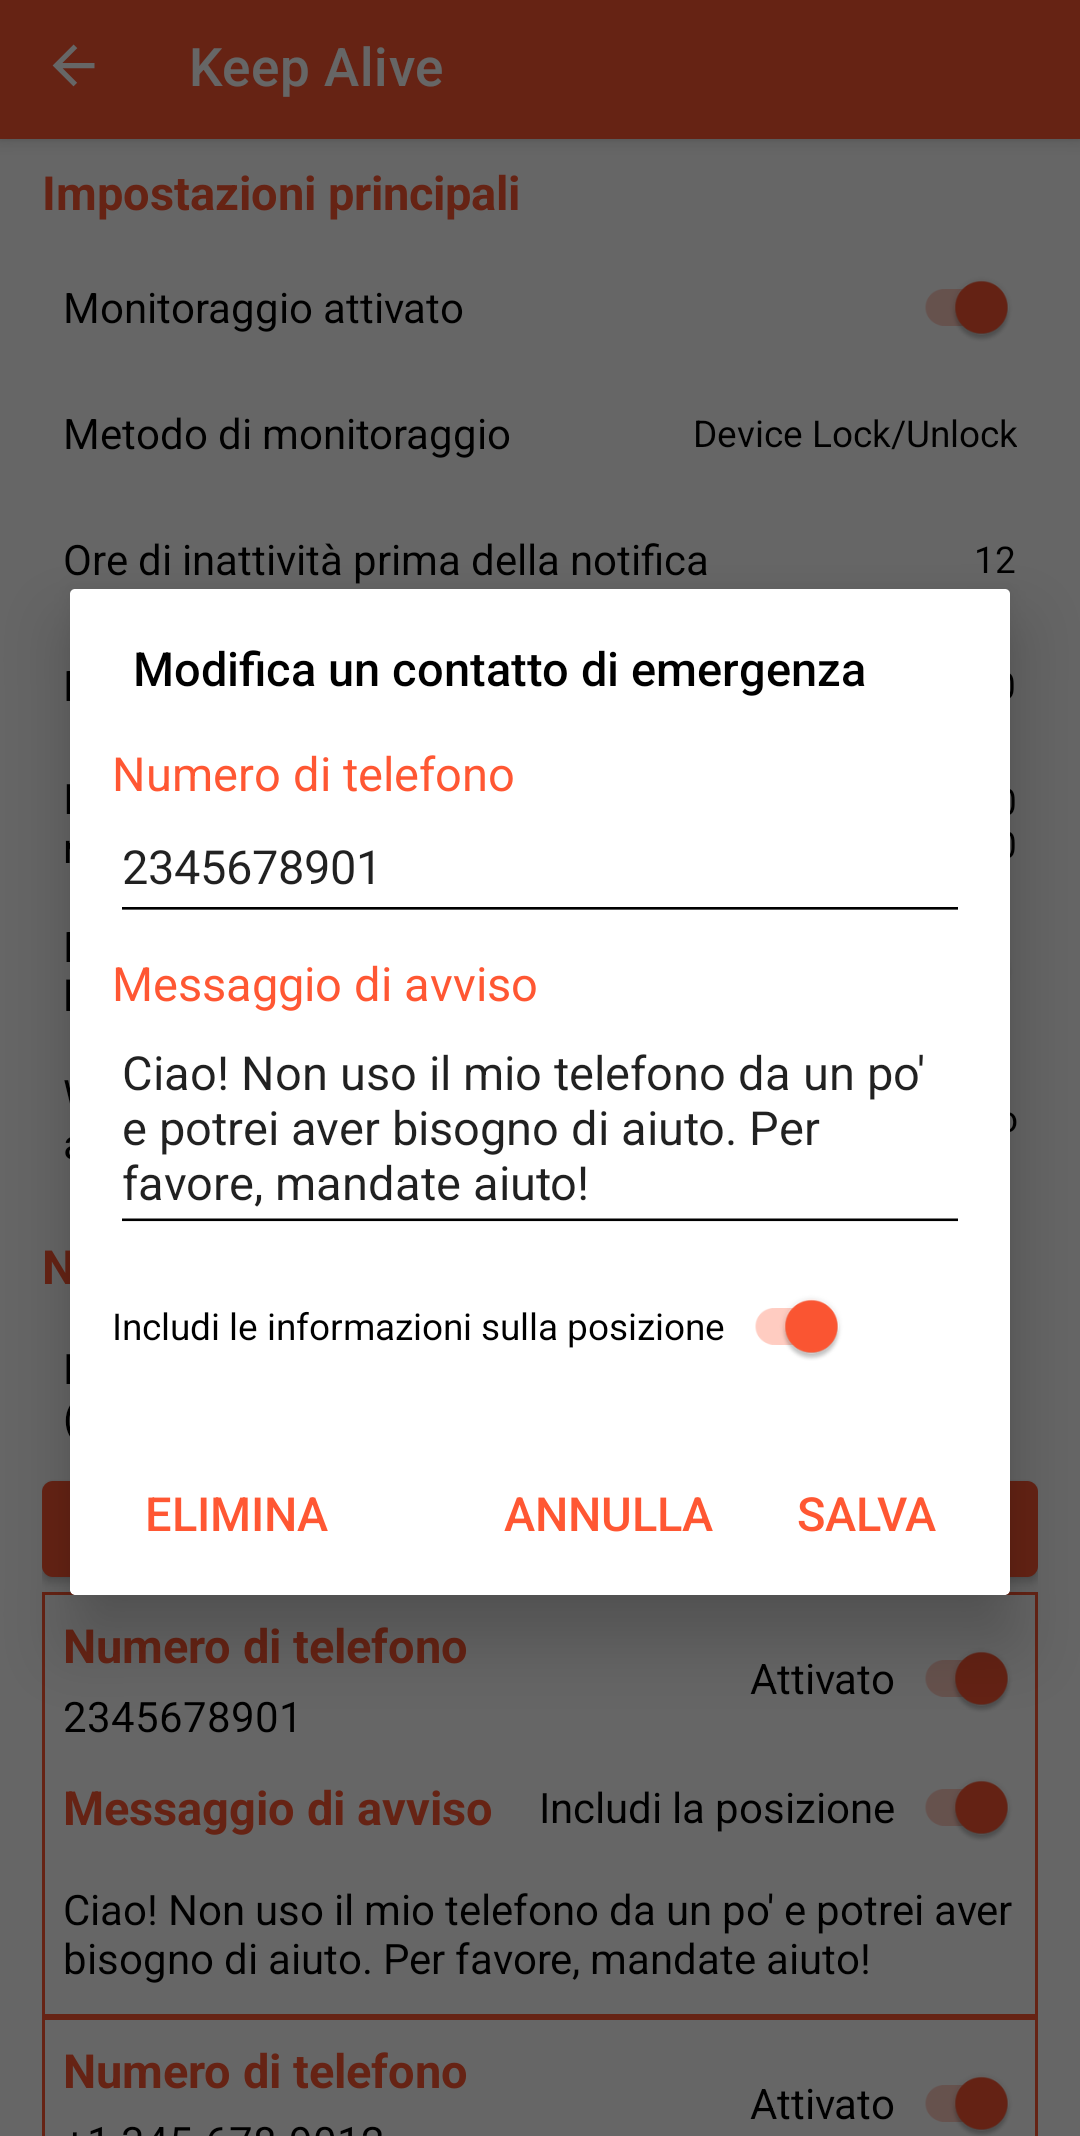 Keep Alive
Impostazioni principali
Monitoraggio attivato
Metodo di monitoraggio Device Lock/Unlock
Ore di inattività prima della notifica 12
Modifica un contatto di emergenza
Numero di telefono
2345678901
Messaggio di avviso
Ciao! Non uso il mio telefono da un po'
e potrei aver bisogno di aiuto. Per
favore, mandate aiuto!
Includi le informazioni sulla posizione
ELIMINA ANNULLA SALVA
Numero di telefono
Attivato
2345678901
Messaggio di avviso Includi la posizione
Ciao! Non uso il mio telefono da un po' e potrei aver
bisogno di aiuto. Per favore, mandate aiuto!
Numero di telefono
Attivato